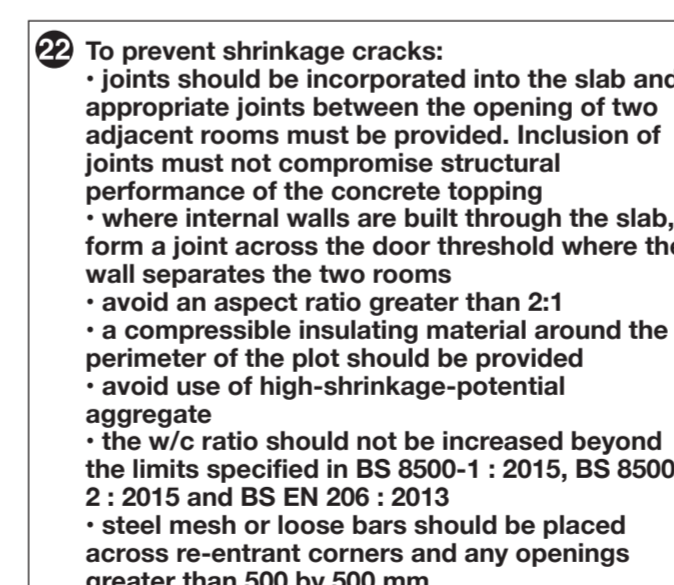 22 To prevent shrinkage cracks:
• joints should be incorporated into the slab and
appropriate joints between the opening of two
adjacent rooms must be provided. Inclusion of
joints must not compromise structural
performance of the concrete topping
• where internal walls are built through the slab,
form a joint across the door threshold where the
wall separates the two rooms
• avoid an aspect ratio greater than 2:1
• a compressible insulating material around the
perimeter of the plot should be provided
• avoid use of high-shrinkage-potential
aggregate
• the w/c ratio should not be increased beyond
the limits specified in BS 8500-1 : 2015, BS 8500
2 : 2015 and BS EN 206 : 2013
• steel mesh or loose bars should be placed
across re-entrant corners and any openings
greater than 500 by 500 mm